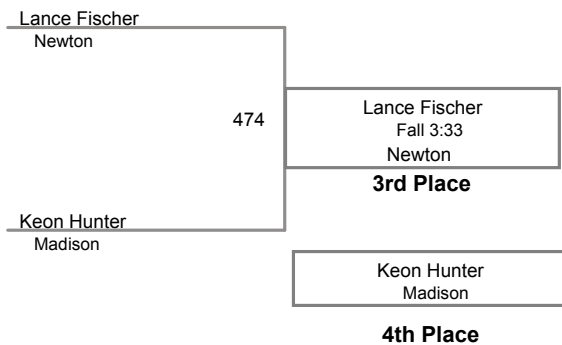 Lance Fischer
Newton
474
Lance Fischer
Fall 3:33
Newton
3rd Place
Keon Hunter
Madison
Keon Hunter
Madison
4th Place